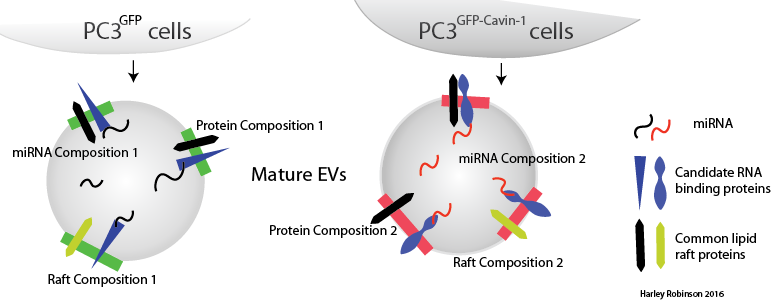 PC3GFP cells
PC3GFP-Cavin-1 cells
miRNA Composition 1
Protein Composition 1
Raft Composition 1
Mature EVs
miRNA Composition 2
Protein Composition 2
Raft Composition 2
miRNA
Candidate RNA
binding proteins
Common lipid
raft proteins
Harley Robinson 2016